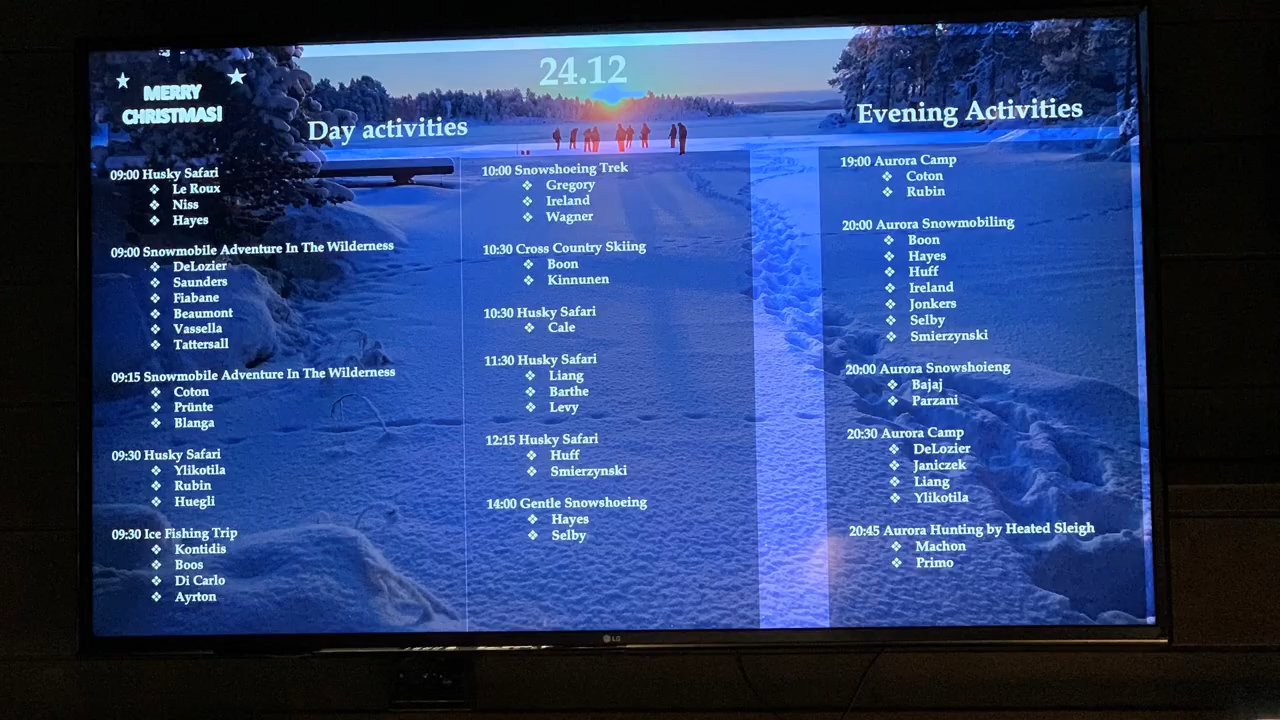 MERRY
CHRISTMAS!
24.12
Day activities
09:00 Husky Safari
❖ Le Roux
❖ Niss
❖ Hayes
09:00 Snowmobile Adventure In The Wilderness
❖ DeLozier
❖ Saunders
❖ Fiabane
❖ Beaumont
❖ Vassella
❖ Tattersall
09:15 Snowmobile Adventure In The Wilderness
❖ Coton
❖ Prünte
❖ Blanga
09:30 Husky Safari
❖ Ylikotila
❖ Rubin
❖ Huegli
09:30 Ice Fishing Trip
❖ Kontidis
❖ Boos
❖ Di Carlo
❖ Ayrton
10:00 Snowshoeing Trek
❖ Gregory
❖ Ireland
❖ Wagner
10:30 Cross Country Skiing
❖ Boon
❖ Kinnunen
10:30 Husky Safari
❖ Cale
11:30 Husky Safari
❖ Liang
❖ Barthe
❖ Levy
12:15 Husky Safari
❖ Huff
❖ Smierzynski
14:00 Gentle Snowshoeing
❖ Hayes
❖ Selby
Evening Activities
19:00 Aurora Camp
❖ Coton
❖ Rubin
20:00 Aurora Snowmobiling
❖ Boon
❖ Hayes
❖ Huff
❖ Ireland
❖ Jonkers
❖ Selby
❖ Smierzynski
20:00 Aurora Snowshoieng
❖ Bajaj
❖ Parzani
20:30 Aurora Camp
❖ DeLozier
❖ Janiczek
❖ Liang
❖ Ylikotila
20:45 Aurora Hunting by Heated Sleigh
❖ Machon
❖ Primo
LG